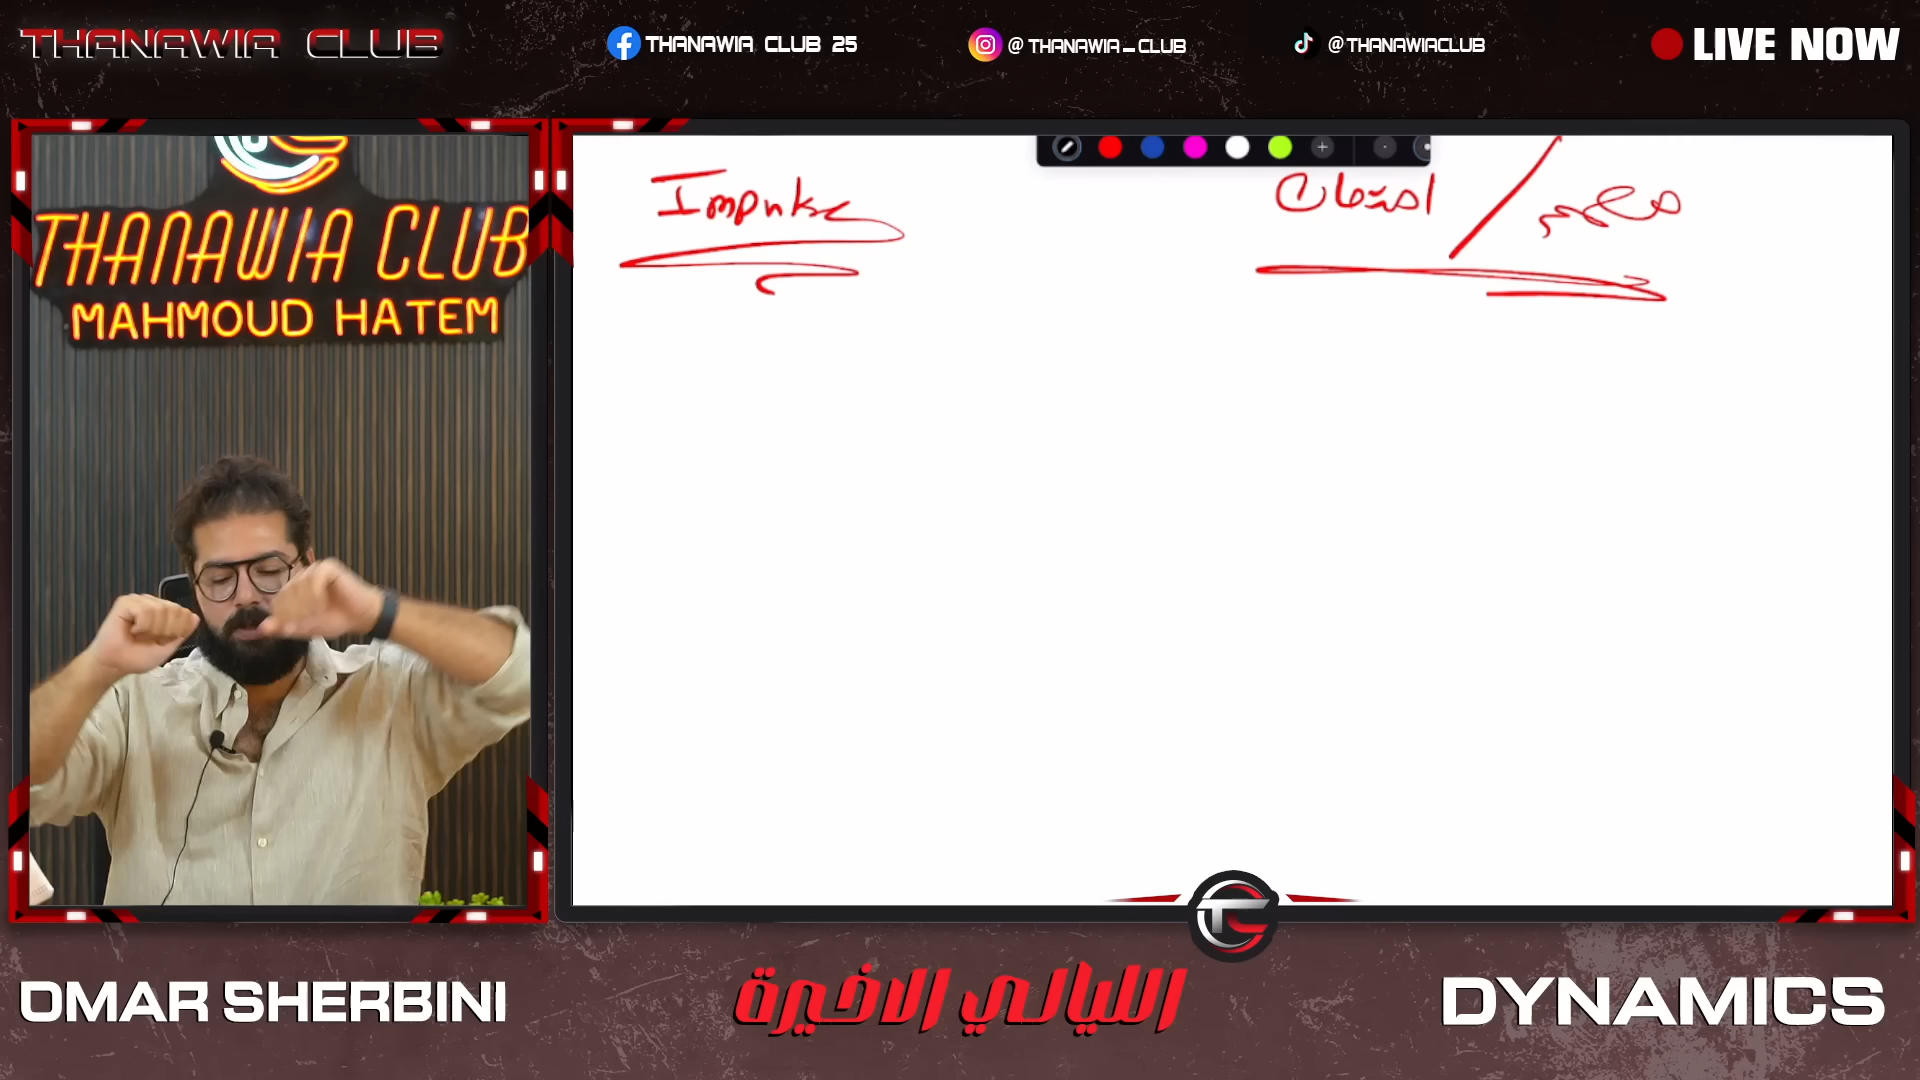 THANAWIA CLUB
THANAWIA CLUB 25
@THANAWIA_CLUB
@THANAWIACLUB
LIVE NOW
THANAWIA CLUB
MAHMOUD HATEM
Impulse
امتحان
TC
OMAR SHERBINI
الليالي الاخيرة
DYNAMICS